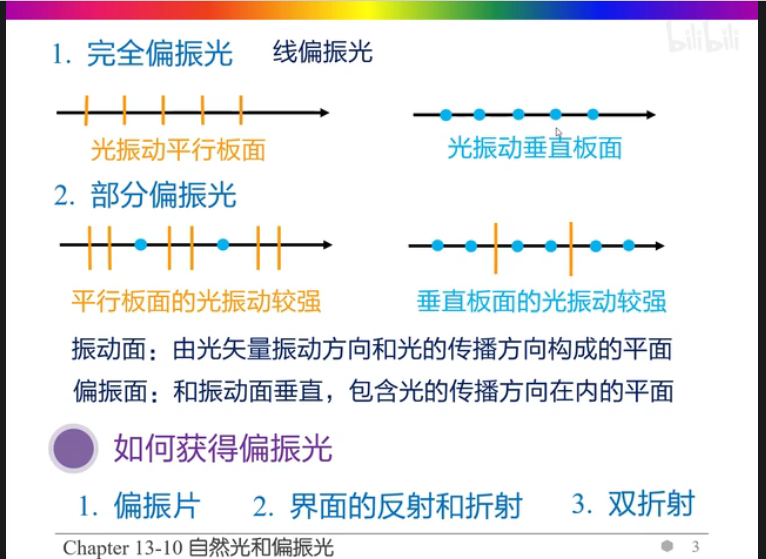 bilibili
1. 完全偏振光 线偏振光
光振动平行板面 光振动垂直板面
2. 部分偏振光
平行板面的光振动较强 垂直板面的光振动较强
振动面：由光矢量振动方向和光的传播方向构成的平面
偏振面：和振动面垂直，包含光的传播方向在内的平面
如何获得偏振光
1. 偏振片 2. 界面的反射和折射 3. 双折射
Chapter 13-10 自然光和偏振光 3